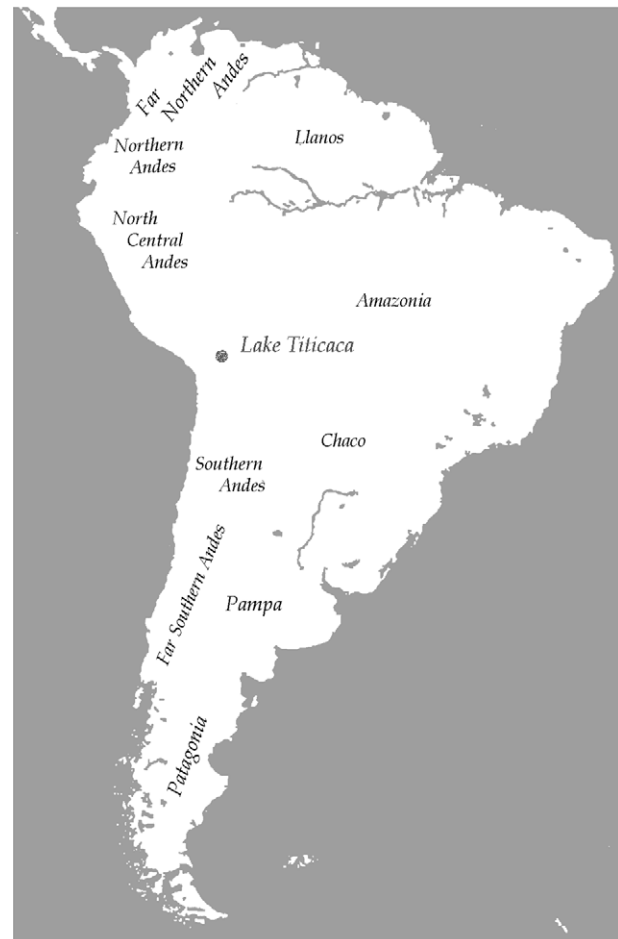 Far
Northern
Andes
Llanos
Northern
Andes
North
Central
Andes
Amazonia
Lake Titicaca
Chaco
Southern
Andes
Far Southern Andes
Pampa
Patagonia